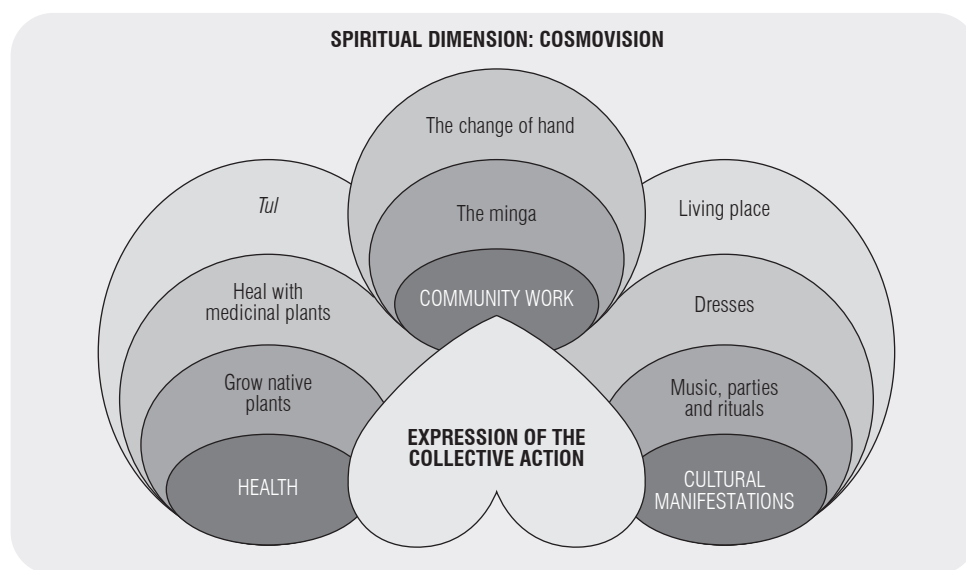 SPIRITUAL DIMENSION: COSMOVISION
The change of hand
The minga
COMMUNITY WORK
Tul
Heal with
medicinal plants
Grow native
plants
HEALTH
Living place
Dresses
Music, parties
and rituals
CULTURAL
MANIFESTATIONS
EXPRESSION OF THE
COLLECTIVE ACTION